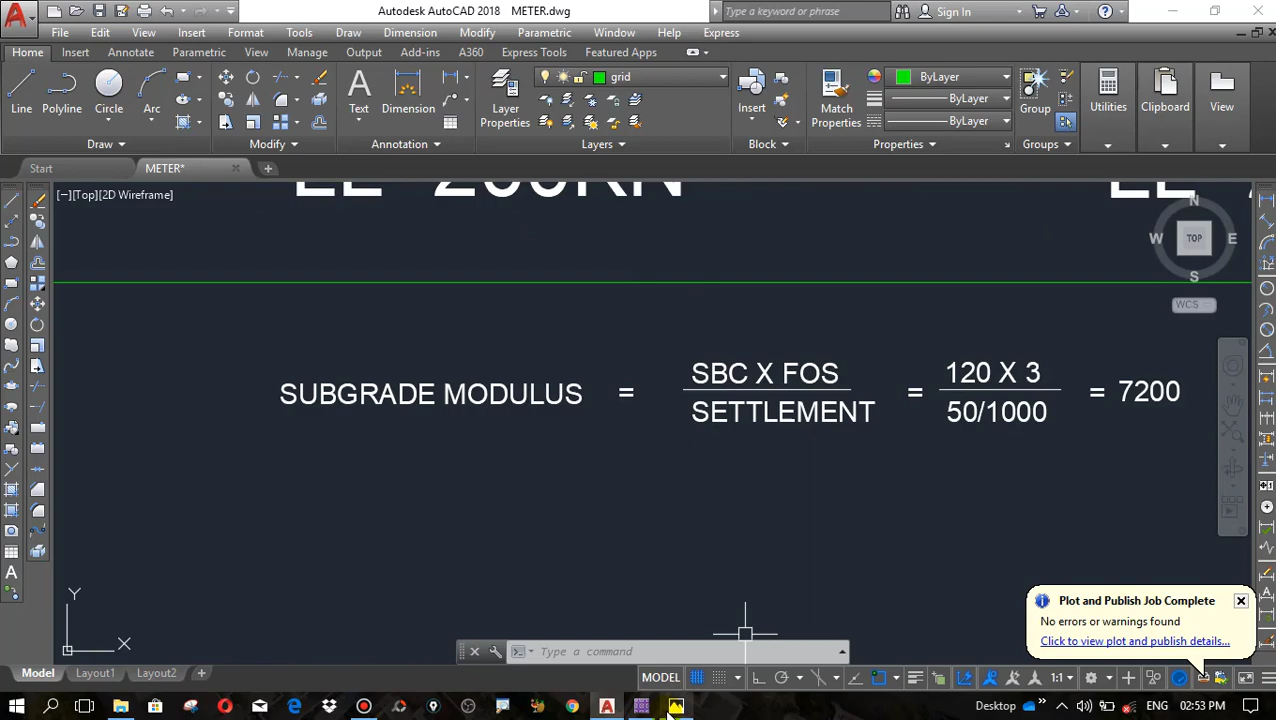 Autodesk AutoCAD 2018 METER.dwg
Type a keyword or phrase
Sign In
File Edit View Insert Format Tools Draw Dimension Modify Parametric Window Help Express
Home Insert Annotate Parametric View Manage Output Add-ins A360 Express Tools Featured Apps
grid
ByLayer
ByLayer
ByLayer
Line Polyline Circle Arc
Text Dimension
Layer Properties
Insert
Match Properties
Group
Utilities Clipboard View
Draw Modify Annotation Layers Block Properties Groups
Start METER*
[−][Top][2D Wireframe]
N
W TOP E
S
WCS
SUBGRADE MODULUS = SBC X FOS = 120 X 3 = 7200
SETTLEMENT 50/1000
Plot and Publish Job Complete
No errors or warnings found
Click to view plot and publish details...
Y
X
Type a command
Model Layout1 Layout2 +
MODEL 1:1
Desktop ENG 02:53 PM